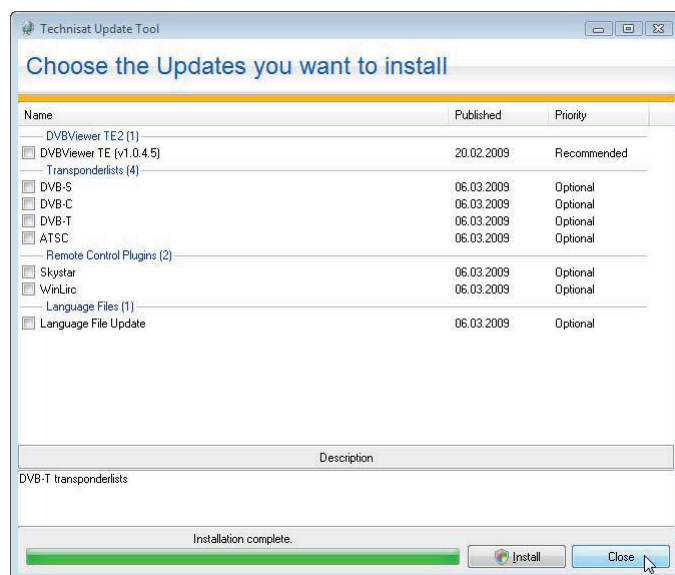 Technisat Update Tool
Choose the Updates you want to install
Name Published Priority
DVBViewer TE2 (1)
DVBViewer TE (v1.0.4.5) 20.02.2009 Recommended
Transponderlists (4)
DVB-S 06.03.2009 Optional
DVB-C 06.03.2009 Optional
DVB-T 06.03.2009 Optional
ATSC 06.03.2009 Optional
Remote Control Plugins (2)
Skystar 06.03.2009 Optional
WinLirc 06.03.2009 Optional
Language Files (1)
Language File Update 06.03.2009 Optional
Description
DVB-T transponderlists
Installation complete.
Install Close